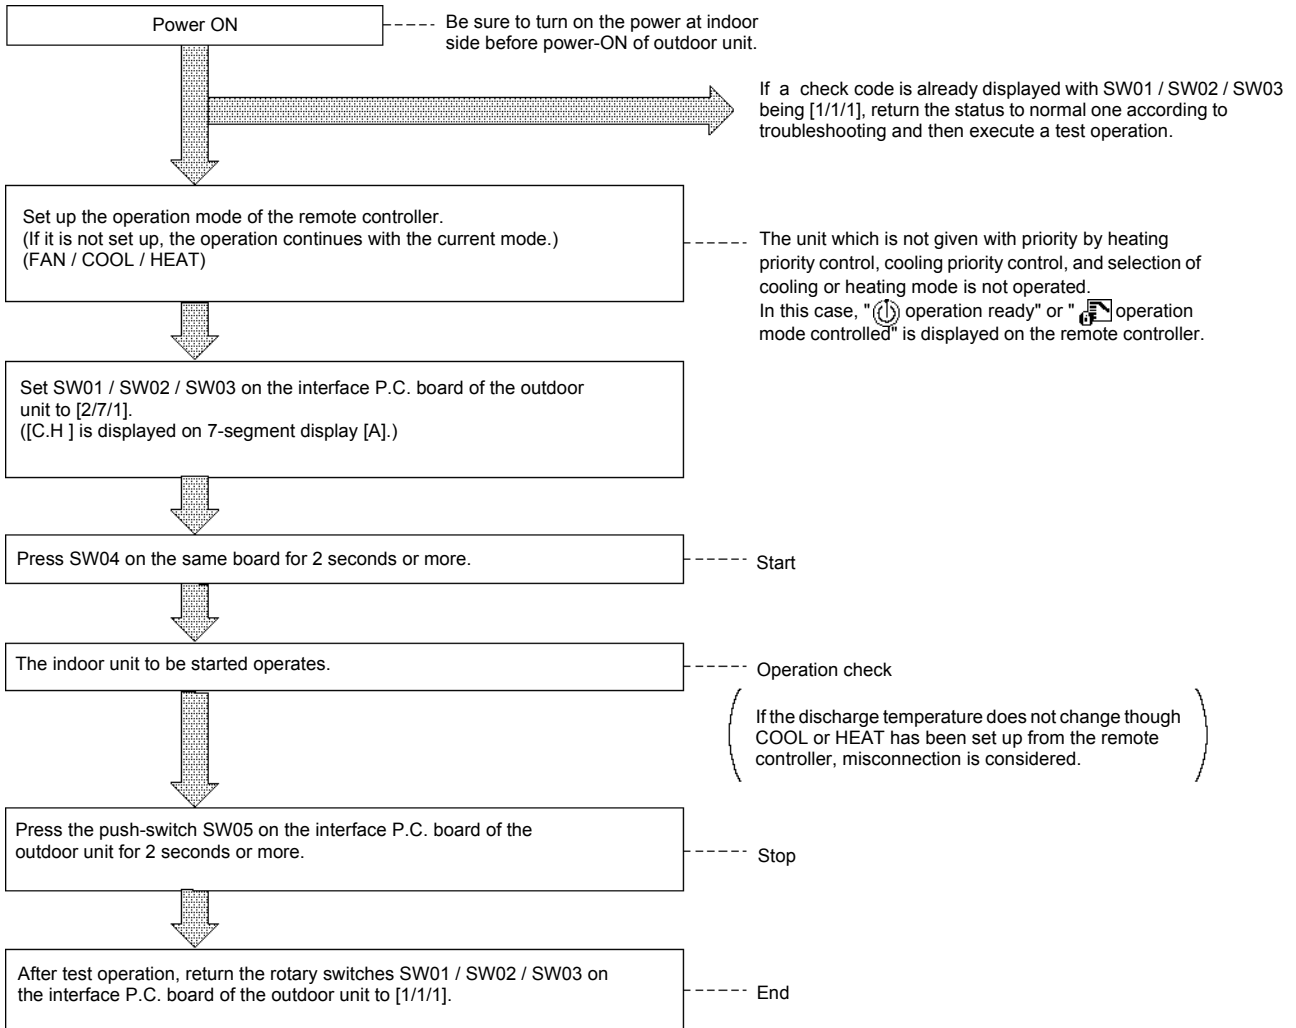 Power ON
Be sure to turn on the power at indoor
side before power-ON of outdoor unit.
If a check code is already displayed with SW01 / SW02 / SW03
being [1/1/1], return the status to normal one according to
troubleshooting and then execute a test operation.
Set up the operation mode of the remote controller.
(If it is not set up, the operation continues with the current mode.)
(FAN / COOL / HEAT)
The unit which is not given with priority by heating
priority control, cooling priority control, and selection of
cooling or heating mode is not operated.
In this case, " operation ready" or " operation
mode controlled" is displayed on the remote controller.
Set SW01 / SW02 / SW03 on the interface P.C. board of the outdoor
unit to [2/7/1].
([C.H ] is displayed on 7-segment display [A].)
Press SW04 on the same board for 2 seconds or more.
Start
The indoor unit to be started operates.
Operation check
If the discharge temperature does not change though
COOL or HEAT has been set up from the remote
controller, misconnection is considered.
Press the push-switch SW05 on the interface P.C. board of the
outdoor unit for 2 seconds or more.
Stop
After test operation, return the rotary switches SW01 / SW02 / SW03 on
the interface P.C. board of the outdoor unit to [1/1/1].
End